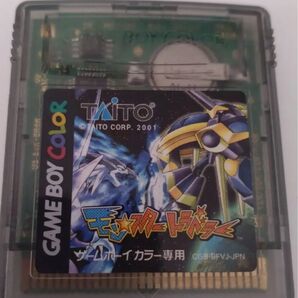 GAME BOY COLOR
TAITO
© TAITO CORP. 2001
モン★スタートラベラー
ゲームボーイカラー専用
CGB-BFVJ-JPN